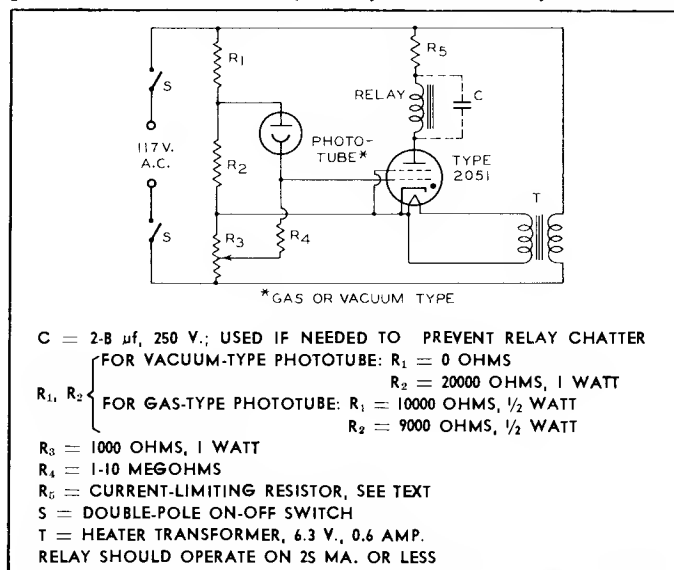 R1
R5
S
RELAY
C
117 V.
A.C.
PHOTO-
TUBE*
TYPE
2051
R2
T
R3
R4
S
*GAS OR VACUUM TYPE
C = 2-8 µf, 250 V.; USED IF NEEDED TO PREVENT RELAY CHATTER
R1, R2 { FOR VACUUM-TYPE PHOTOTUBE: R1 = 0 OHMS
R2 = 20000 OHMS, 1 WATT
FOR GAS-TYPE PHOTOTUBE: R1 = 10000 OHMS, 1/2 WATT
R2 = 9000 OHMS, 1/2 WATT
R3 = 1000 OHMS, 1 WATT
R4 = 1-10 MEGOHMS
R5 = CURRENT-LIMITING RESISTOR, SEE TEXT
S = DOUBLE-POLE ON-OFF SWITCH
T = HEATER TRANSFORMER, 6.3 V., 0.6 AMP.
RELAY SHOULD OPERATE ON 25 MA. OR LESS